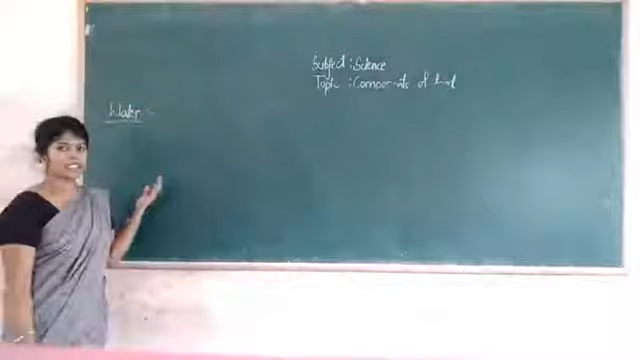 Subject : Science
Topic : Components of food
Water :-